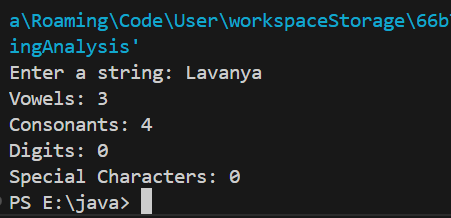 a\Roaming\Code\User\workspaceStorage\66b
ingAnalysis'
Enter a string: Lavanya
Vowels: 3
Consonants: 4
Digits: 0
Special Characters: 0
PS E:\java>